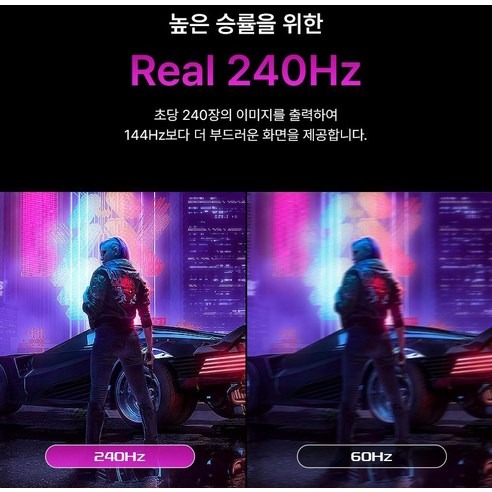 높은 승률을 위한
Real 240Hz
초당 240장의 이미지를 출력하여
144Hz보다 더 부드러운 화면을 제공합니다.
240Hz
60Hz